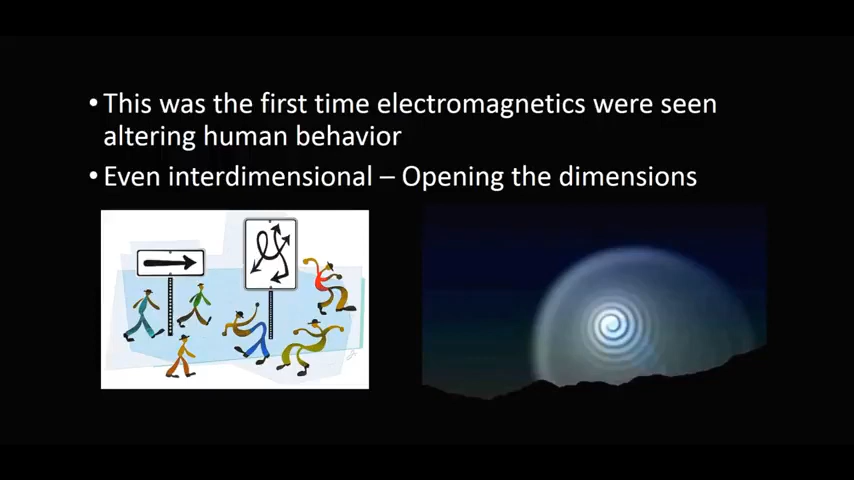 • This was the first time electromagnetics were seen
altering human behavior
• Even interdimensional – Opening the dimensions